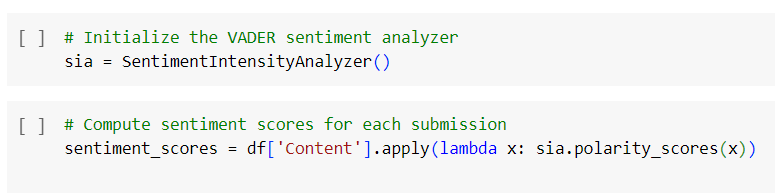 [ ] # Initialize the VADER sentiment analyzer
sia = SentimentIntensityAnalyzer()
[ ] # Compute sentiment scores for each submission
sentiment_scores = df['Content'].apply(lambda x: sia.polarity_scores(x))